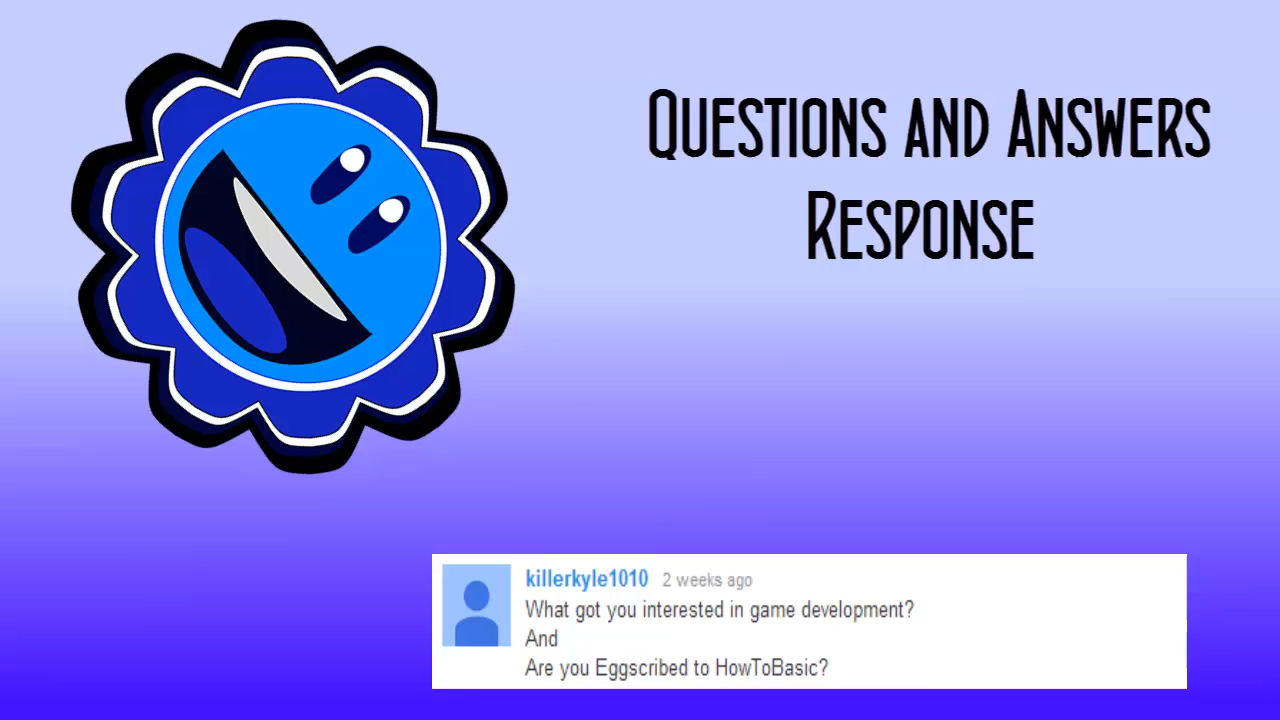 Questions and Answers
Response
killerkyle1010 2 weeks ago
What got you interested in game development?
And
Are you Eggscribed to HowToBasic?